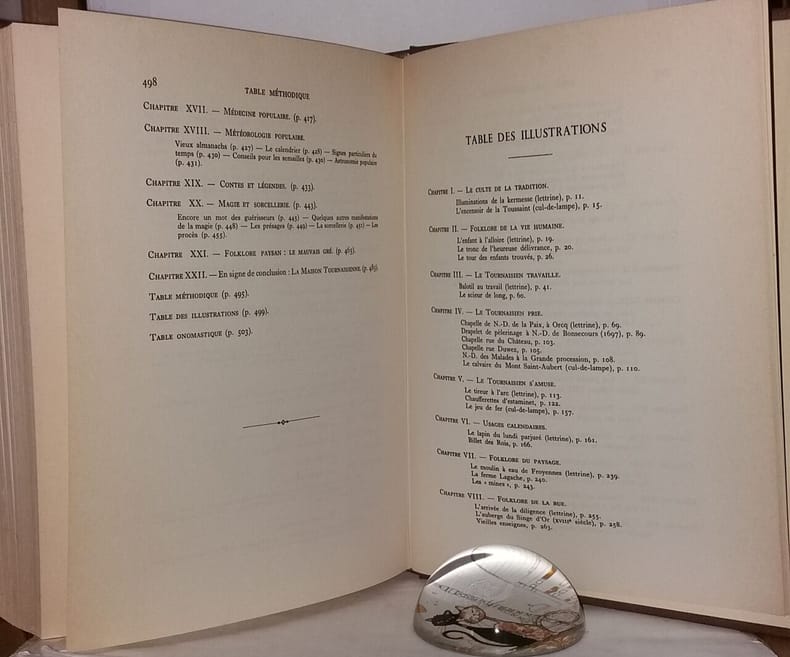 498
TABLE MÉTHODIQUE
CHAPITRE XVII. — MÉDECINE POPULAIRE. (p. 417).
CHAPITRE XVIII. — MÉTÉOROLOGIE POPULAIRE.
Vieux almanachs (p. 427) — Le calendrier (p. 428) — Signes particuliers du
temps (p. 430) — Conseils pour les semailles (p. 430) — Astronomie populaire
(p. 431).
CHAPITRE XIX. — CONTES ET LÉGENDES. (p. 433).
CHAPITRE XX. — MAGIE ET SORCELLERIE. (p. 443).
Encore un mot des guérisseurs (p. 445) — Quelques autres manifestations
de la magie (p. 448) — Les présages (p. 449) — La sorcellerie (p. 451) — Les
procès (p. 455).
CHAPITRE XXI. — FOLKLORE PAYSAN : LE MAUVAIS GRÉ. (p. 465).
CHAPITRE XXII. — En signe de conclusion : LA MAISON TOURNAISIENNE. (p. 485).
TABLE MÉTHODIQUE (p. 495).
TABLE DES ILLUSTRATIONS (p. 499).
TABLE ONOMASTIQUE (p. 503).
TABLE DES ILLUSTRATIONS
CHAPITRE I. — LE CULTE DE LA TRADITION.
Illuminations de la kermesse (lettrine), p. 11.
L'encensoir de la Toussaint (cul-de-lampe), p. 15.
CHAPITRE II. — FOLKLORE DE LA VIE HUMAINE.
L'enfant à l'alloire (lettrine), p. 19.
Le tronc de l'heureuse délivrance, p. 20.
Le tour des enfants trouvés, p. 26.
CHAPITRE III. — LE TOURNAISIEN TRAVAILLE.
Balotil au travail (lettrine), p. 41.
Le scieur de long, p. 60.
CHAPITRE IV. — LE TOURNAISIEN PRIE.
Chapelle de N.-D. de la Paix, à Orcq (lettrine), p. 69.
Drapelet de pèlerinage à N.-D. de Bonsecours (1697), p. 89.
Chapelle rue du Château, p. 103.
Chapelle rue Duwez, p. 105.
N.-D. des Malades à la Grande procession, p. 108.
Le calvaire du Mont Saint-Aubert (cul-de-lampe), p. 110.
CHAPITRE V. — LE TOURNAISIEN S'AMUSE.
Le tireur à l'arc (lettrine), p. 113.
Chaufferettes d'estaminet, p. 122.
Le jeu de fer (cul-de-lampe), p. 157.
CHAPITRE VI. — USAGES CALENDAIRES.
Le lapin du lundi parjuré (lettrine), p. 161.
Billet des Rois, p. 166.
CHAPITRE VII. — FOLKLORE DU PAYSAGE.
Le moulin à eau de Froyennes (lettrine), p. 239.
La ferme Lagache, p. 240.
Les « mines », p. 243.
CHAPITRE VIII. — FOLKLORE DE LA RUE.
L'arrivée de la diligence (lettrine), p. 255.
L'auberge du Singe d'Or (XVIIIe siècle), p. 258.
Vieilles enseignes, p. 263.